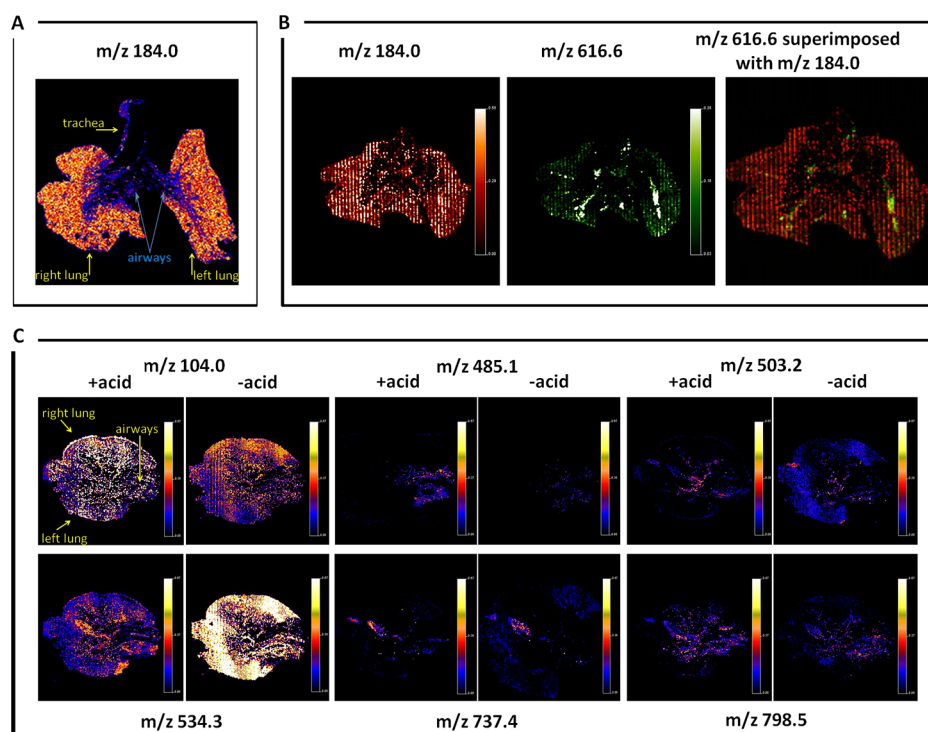 A
m/z 184.0
trachea
airways
right lung
left lung
B
m/z 184.0
m/z 616.6
m/z 616.6 superimposed
with m/z 184.0
C
m/z 104.0
+acid
-acid
m/z 485.1
+acid
-acid
m/z 503.2
+acid
-acid
right lung
airways
left lung
m/z 534.3
m/z 737.4
m/z 798.5